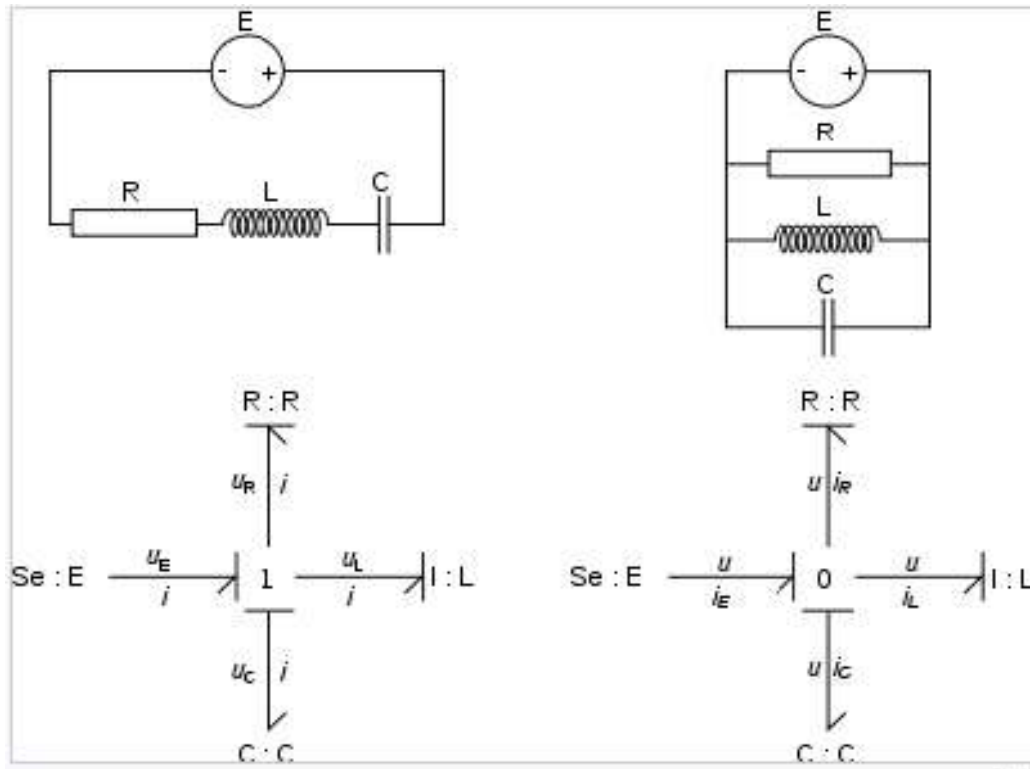 E
- +
R L C
E
- +
R
L
C
R : R
u_R i
Se : E u_E i 1 u_L i I : L
u_C i
C : C
R : R
u i_R
Se : E u i_E 0 u i_L I : L
u i_C
C : C